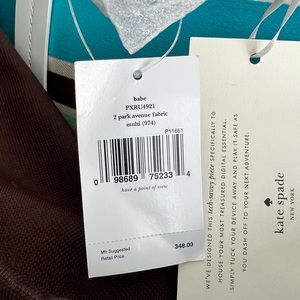 babe
PXRU4921
2 park avenue fabric
multi (974)
P11651
0 98689 75233 4
have a point of view
Mfr Suggested
Retail Price
348.00
WE'VE DESIGNED THIS tech-savvy piece SPECIFICALLY TO
HOUSE YOUR MOST TREASURED DIGITAL ESSENTIAL.
SIMPLY TUCK YOUR DEVICE AWAY AND PLAY IT SAFE AS
YOU DASH OFF TO YOUR NEXT WAYPOINT.
kate spade
NEW YORK